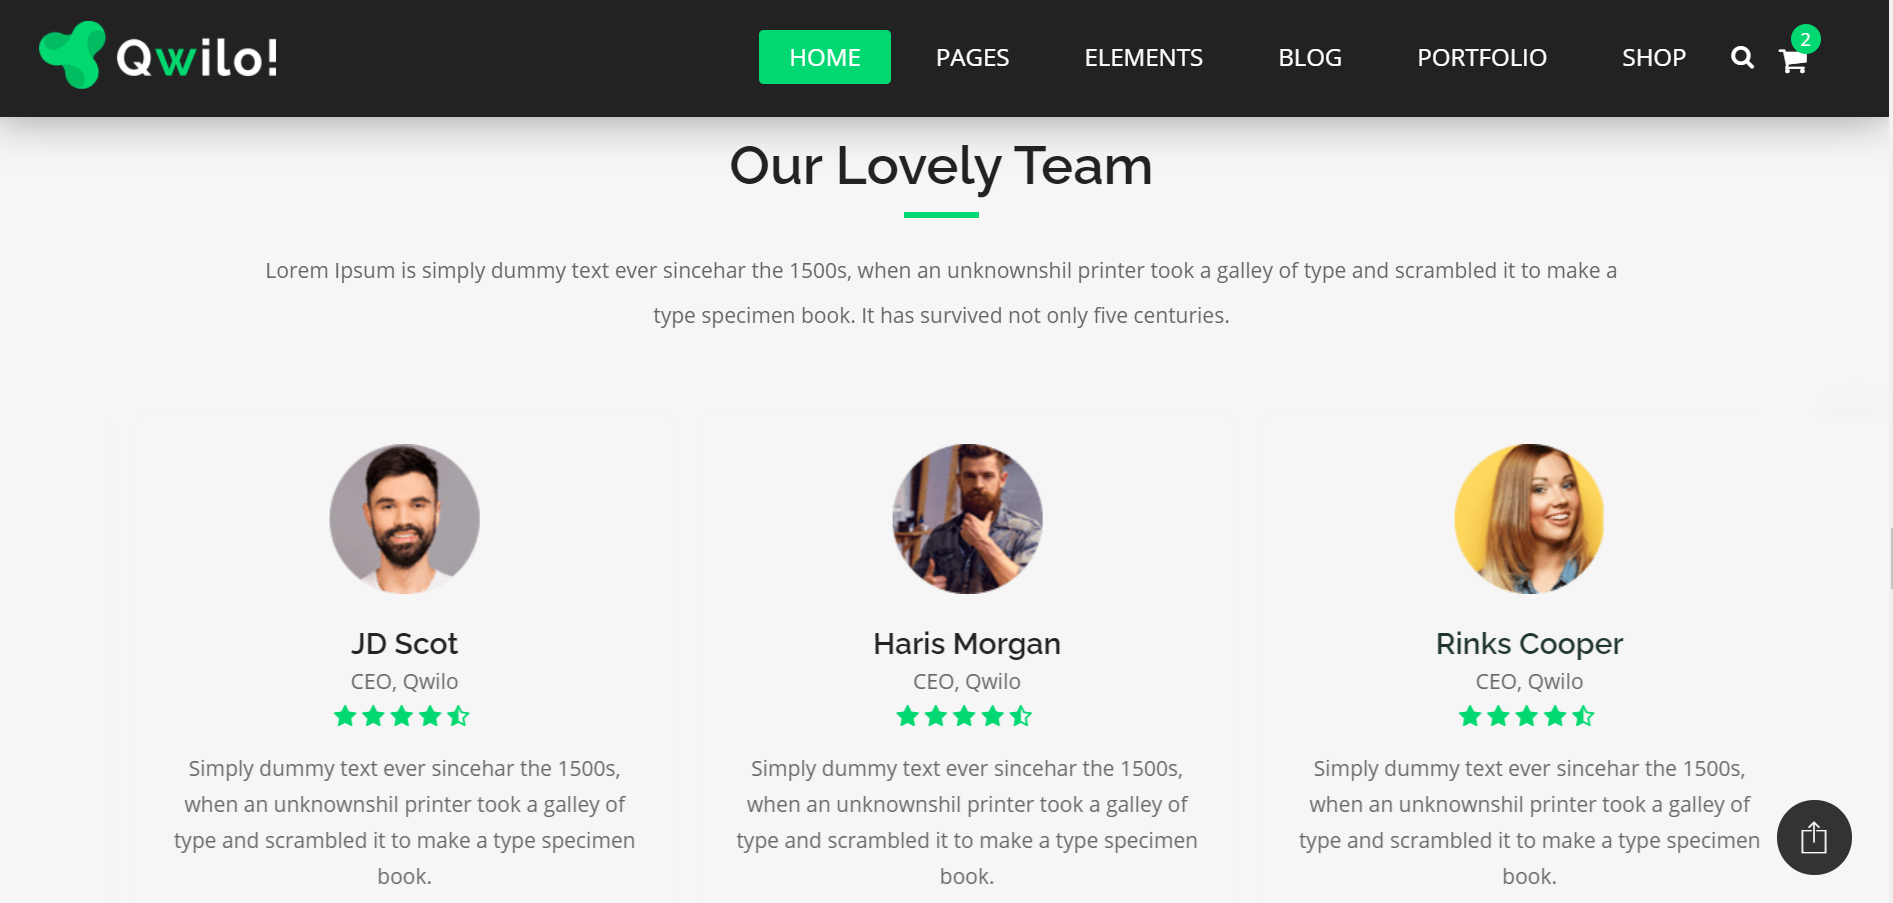 Qwilo!
HOME PAGES ELEMENTS BLOG PORTFOLIO SHOP 2
Our Lovely Team
Lorem Ipsum is simply dummy text ever sincehar the 1500s, when an unknownshil printer took a galley of type and scrambled it to make a
type specimen book. It has survived not only five centuries.
JD Scot
CEO, Qwilo
Simply dummy text ever sincehar the 1500s,
when an unknownshil printer took a galley of
type and scrambled it to make a type specimen
book.
Haris Morgan
CEO, Qwilo
Simply dummy text ever sincehar the 1500s,
when an unknownshil printer took a galley of
type and scrambled it to make a type specimen
book.
Rinks Cooper
CEO, Qwilo
Simply dummy text ever sincehar the 1500s,
when an unknownshil printer took a galley of
type and scrambled it to make a type specimen
book.